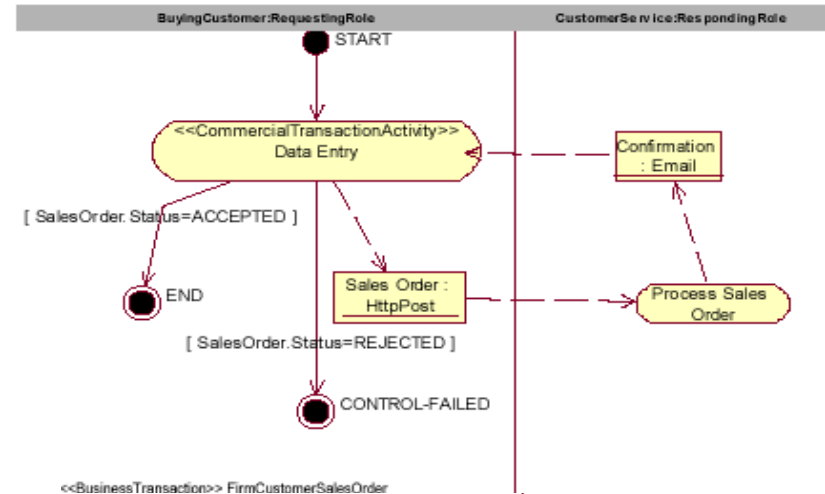 BuyingCustomer:RequestingRole
CustomerService:RespondingRole
START
<<CommercialTransactionActivity>>
Data Entry
Confirmation
: Email
[ SalesOrder.Status=ACCEPTED ]
END
Sales Order :
HttpPost
Process Sales
Order
[ SalesOrder.Status=REJECTED ]
CONTROL-FAILED
<<BusinessTransaction>> FirmCustomerSalesOrder